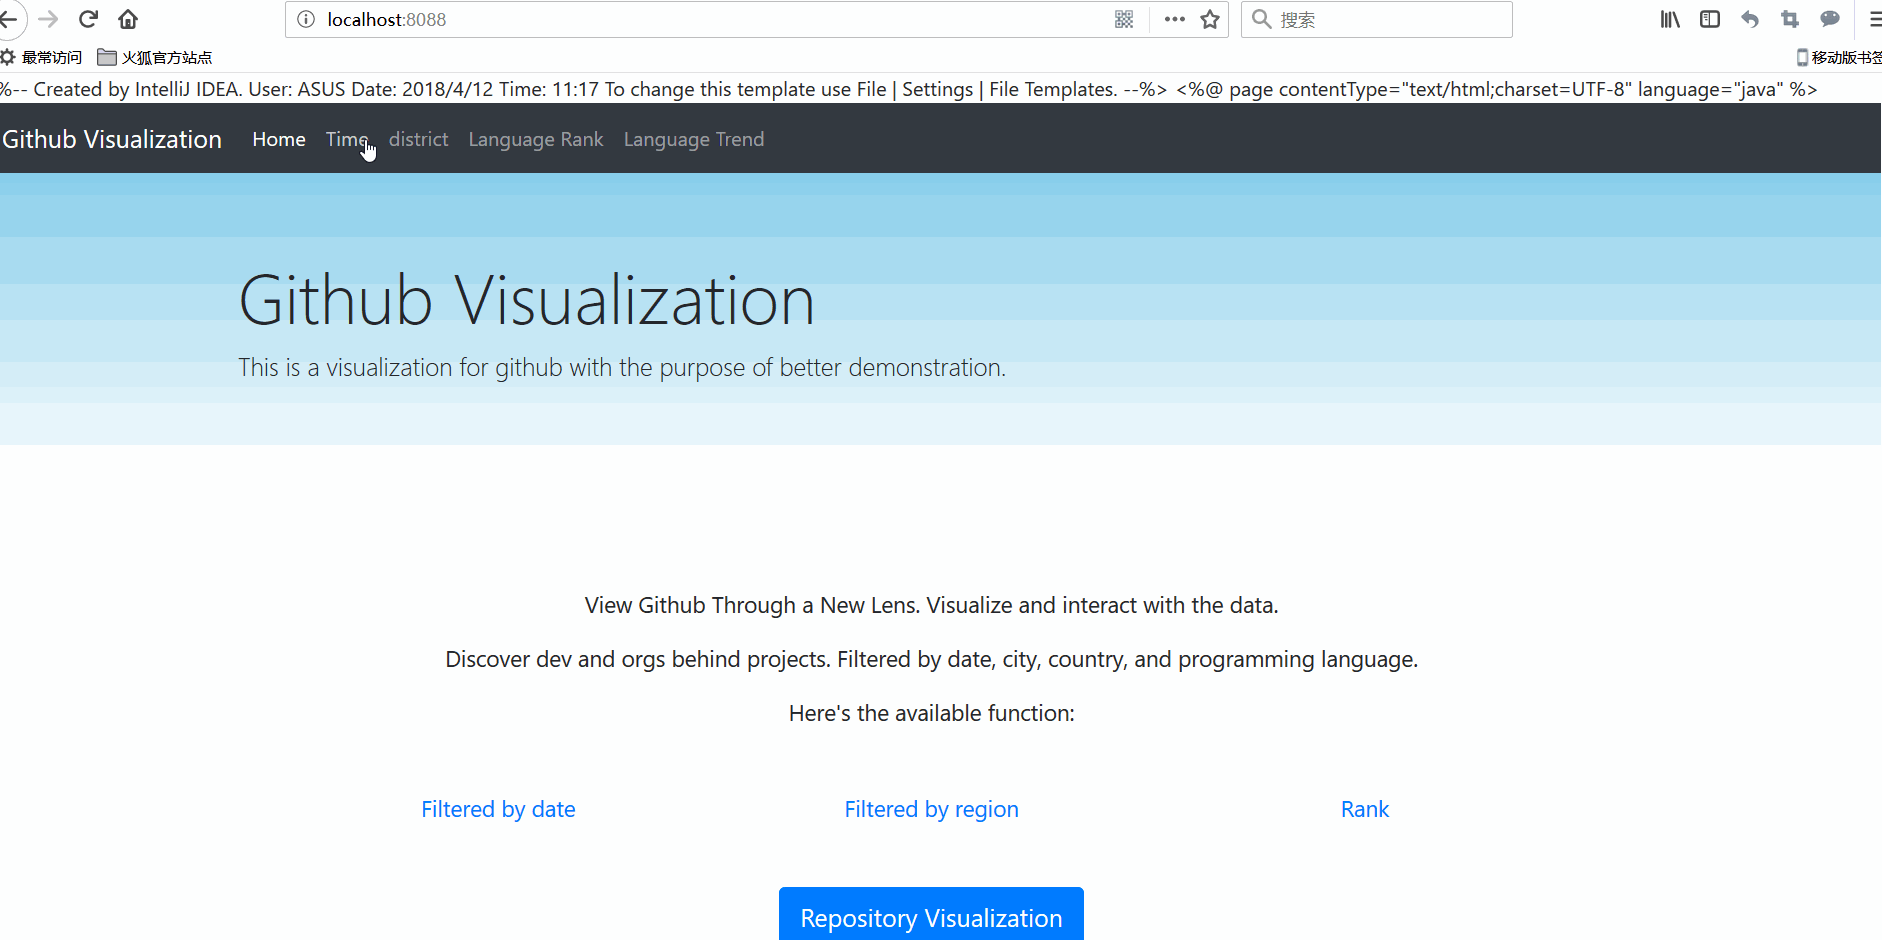 localhost:8088
搜索
最常访问 火狐官方站点 移动版书签
%-- Created by IntelliJ IDEA. User: ASUS Date: 2018/4/12 Time: 11:17 To change this template use File | Settings | File Templates. --%> <%@ page contentType="text/html;charset=UTF-8" language="java" %>
Github Visualization Home Time district Language Rank Language Trend
Github Visualization
This is a visualization for github with the purpose of better demonstration.
View Github Through a New Lens. Visualize and interact with the data.
Discover dev and orgs behind projects. Filtered by date, city, country, and programming language.
Here's the available function:
Filtered by date Filtered by region Rank
Repository Visualization